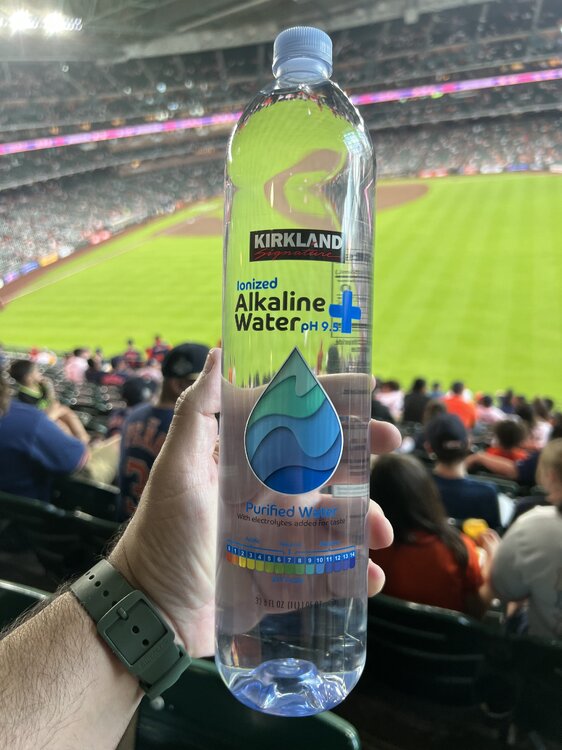 KIRKLAND
Signature
Ionized
Alkaline
Water pH 9.5+
Purified Water
With electrolytes added for taste
1 2 3 4 5 6 7 8 9 10 11 12 13 14